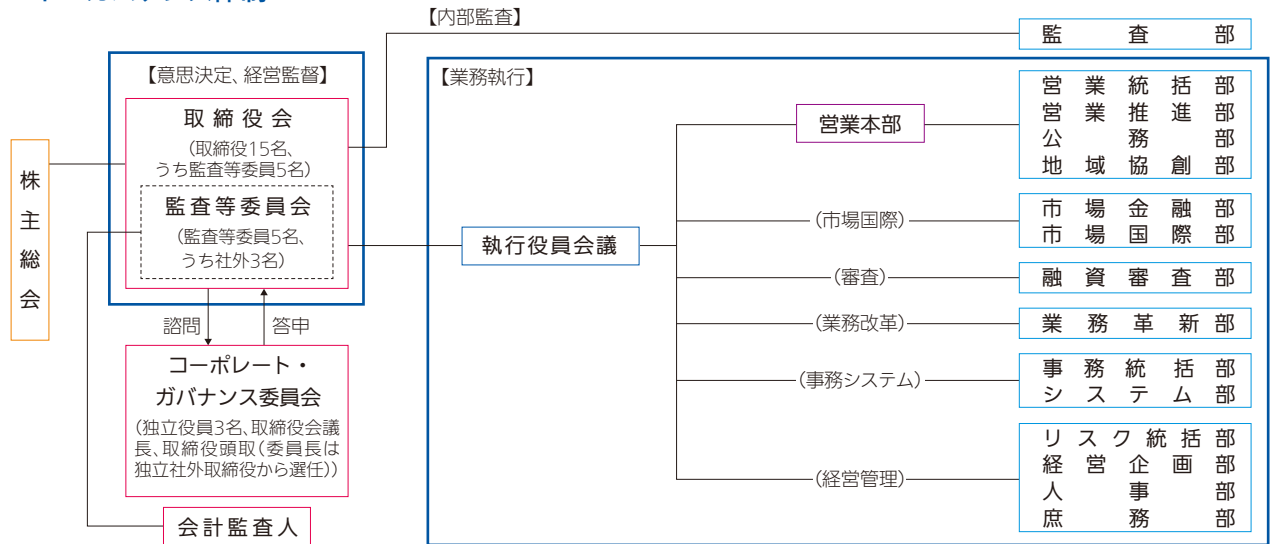 【内部監査】
監査部
【意思決定、経営監督】
取締役会
(取締役15名、
うち監査等委員5名)
監査等委員会
(監査等委員5名、
うち社外3名)
株主総会
諮問
答申
コーポレート・
ガバナンス委員会
(独立役員3名、取締役会議
長、取締役頭取(委員長は
独立社外取締役から選任))
会計監査人
【業務執行】
執行役員会議
営業本部
営業統括部
営業推進部
公務部
地域協創部
(市場国際)
市場金融部
市場国際部
(審査)
融資審査部
(業務改革)
業務革新部
(事務システム)
事務統括部
システム部
(経営管理)
リスク統括部
経営企画部
人事部
庶務部